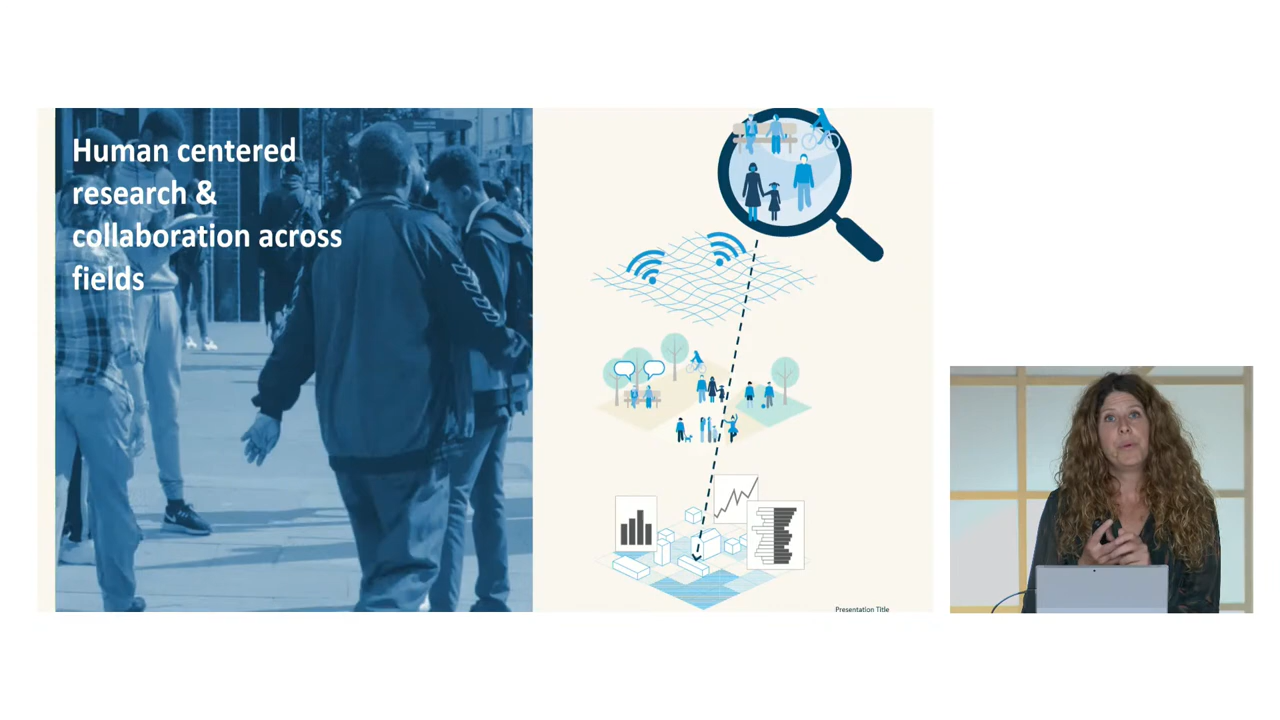 Human centered
research &
collaboration across
fields
Presentation Title